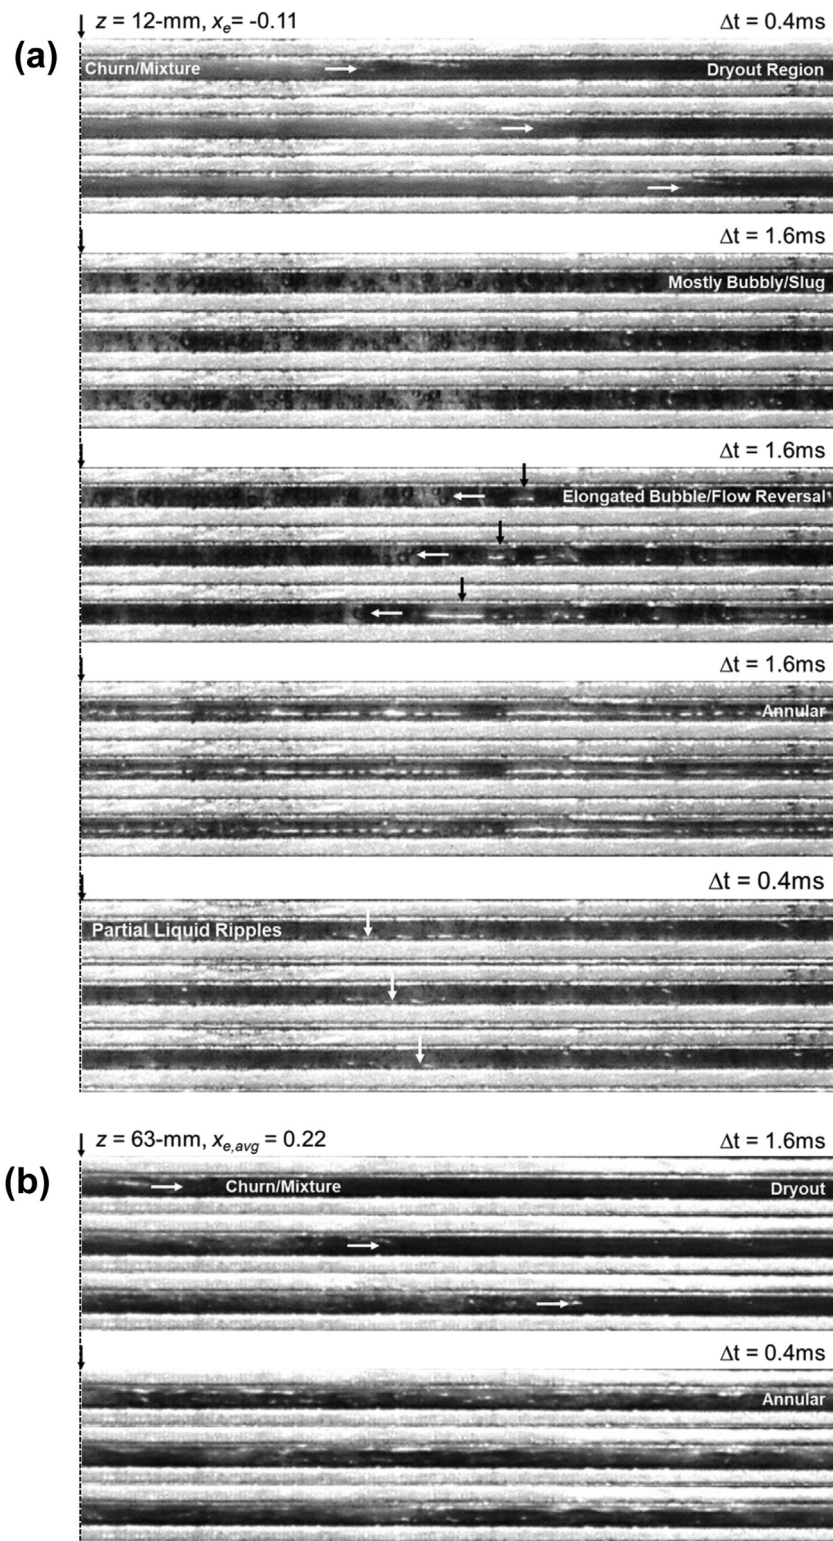 z = 12-mm, xe= -0.11 Δt = 0.4ms
(a)
Churn/Mixture Dryout Region
Δt = 1.6ms
Mostly Bubbly/Slug
Δt = 1.6ms
Elongated Bubble/Flow Reversal
Δt = 1.6ms
Annular
Δt = 0.4ms
Partial Liquid Ripples
z = 63-mm, xe,avg = 0.22 Δt = 1.6ms
(b)
Churn/Mixture Dryout
Δt = 0.4ms
Annular